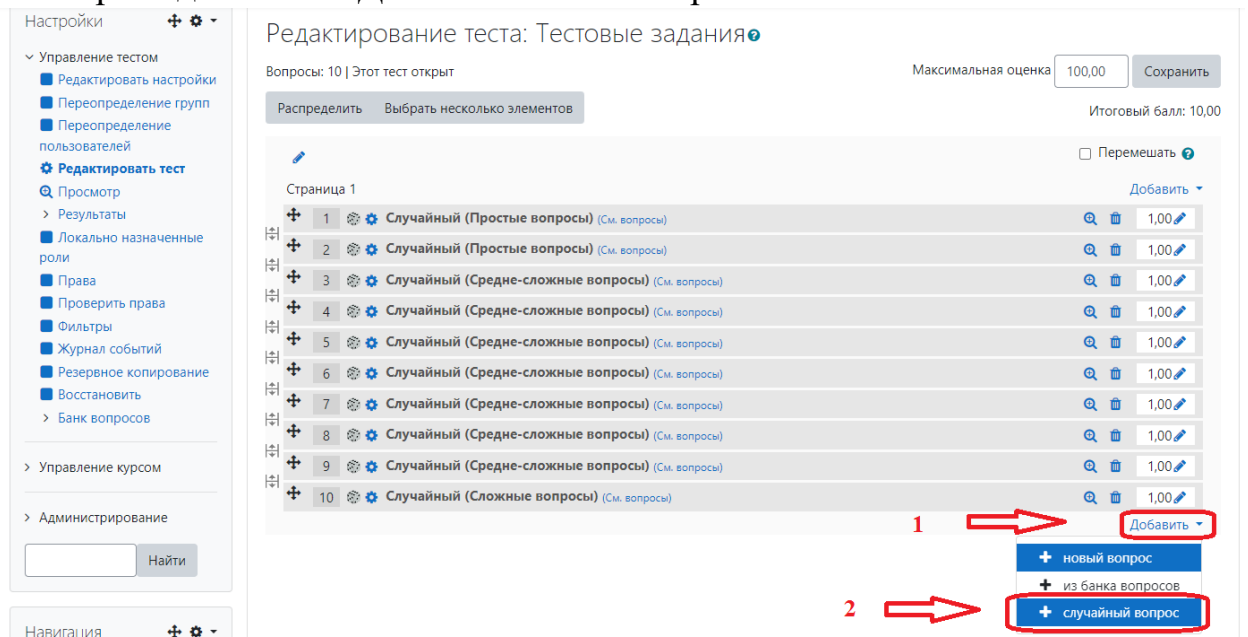 Настройки
Управление тестом
Редактировать настройки
Переопределение групп
Переопределение
пользователей
Редактировать тест
Просмотр
Результаты
Локально назначенные
роли
Права
Проверить права
Фильтры
Журнал событий
Резервное копирование
Восстановить
Банк вопросов
Управление курсом
Администрирование
Найти
Навигация
Редактирование теста: Тестовые задания
Вопросы: 10 | Этот тест открыт
Максимальная оценка 100,00 Сохранить
Распределить Выбрать несколько элементов
Итоговый балл: 10,00
Перемешать
Страница 1 Добавить
1 Случайный (Простые вопросы) (См. вопросы) 1,00
2 Случайный (Простые вопросы) (См. вопросы) 1,00
3 Случайный (Средне-сложные вопросы) (См. вопросы) 1,00
4 Случайный (Средне-сложные вопросы) (См. вопросы) 1,00
5 Случайный (Средне-сложные вопросы) (См. вопросы) 1,00
6 Случайный (Средне-сложные вопросы) (См. вопросы) 1,00
7 Случайный (Средне-сложные вопросы) (См. вопросы) 1,00
8 Случайный (Средне-сложные вопросы) (См. вопросы) 1,00
9 Случайный (Средне-сложные вопросы) (См. вопросы) 1,00
10 Случайный (Сложные вопросы) (См. вопросы) 1,00
1 Добавить
новый вопрос
из банка вопросов
2 случайный вопрос